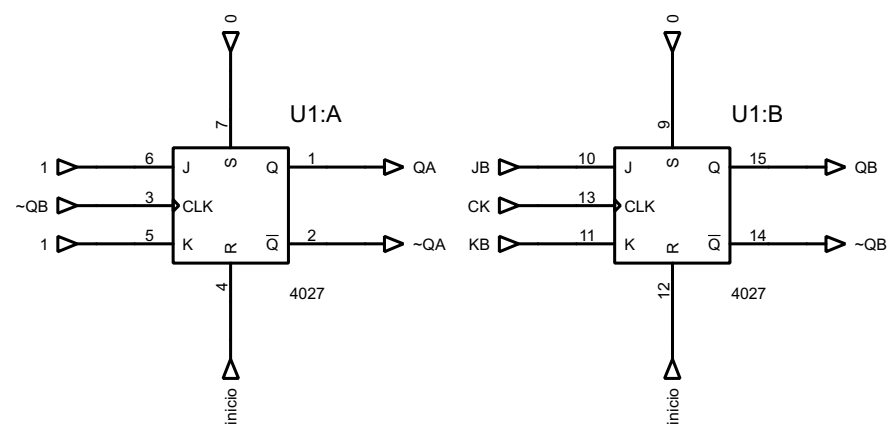 0
0
U1:A
U1:B
7
9
1
6
J
S
Q
1
QA
JB
10
J
S
Q
15
QB
~QB
3
CLK
CK
13
CLK
1
5
K
R
Q
2
~QA
KB
11
K
R
Q
14
~QB
4
4027
12
4027
inicio
inicio